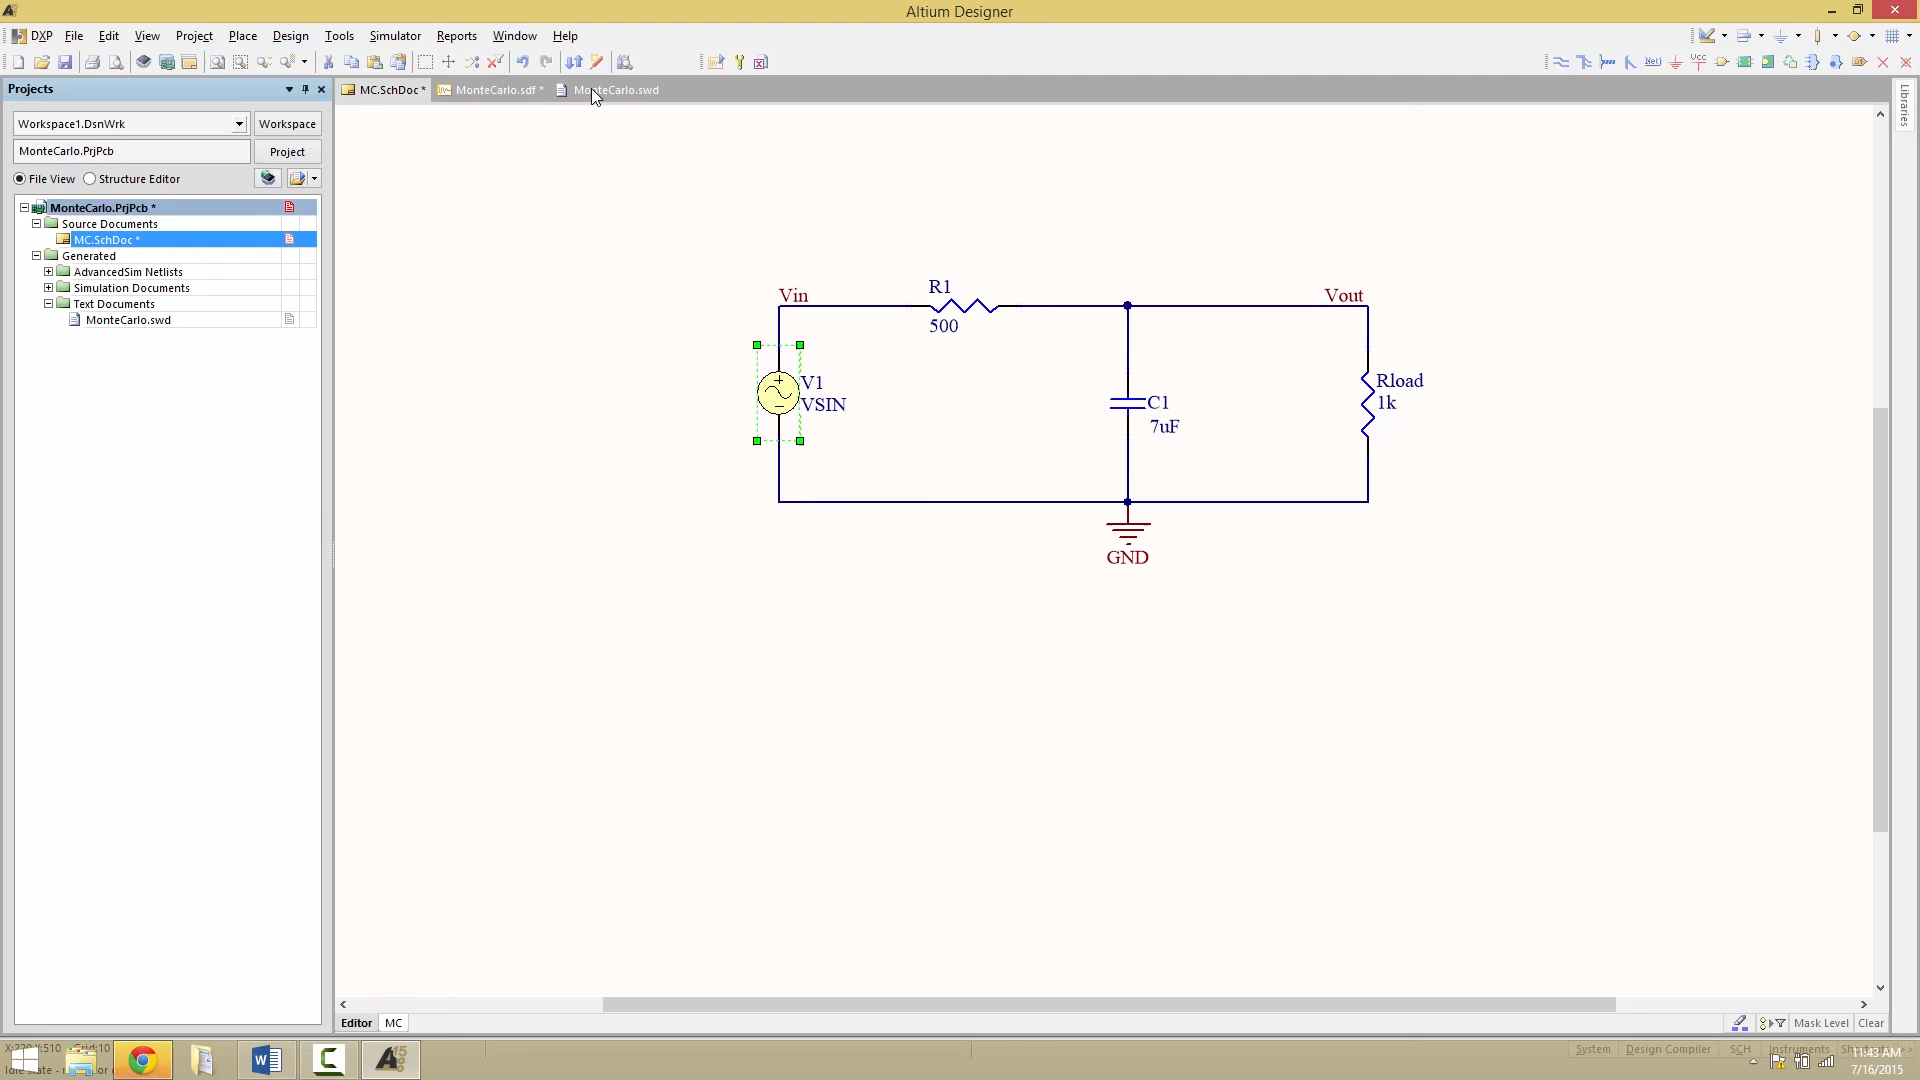 Altium Designer
DXP File Edit View Project Place Design Tools Simulator Reports Window Help
Projects
MC.SchDoc * MonteCarlo.sdf * MonteCarlo.swd
Libraries
Workspace1.DsnWrk Workspace
MonteCarlo.PrjPcb Project
File View Structure Editor
MonteCarlo.PrjPcb *
Source Documents
MC.SchDoc *
Generated
AdvancedSim Netlists
Simulation Documents
Text Documents
MonteCarlo.swd
R1
Vin
Vout
500
V1
VSIN
C1
7uF
Rload
1k
GND
Editor MC
Mask Level Clear
System Design Compiler SCH Instruments
11:43 AM
7/16/2015